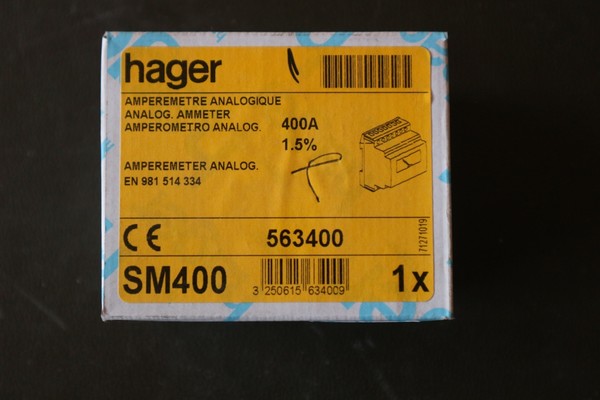 hager
AMPEREMETRE ANALOGIQUE
ANALOG. AMMETER
AMPEROMETRO ANALOG.
400A
1.5%
AMPEREMETER ANALOG.
EN 981 514 334
CE
563400
71271019
SM400
3 250615 634009
1x